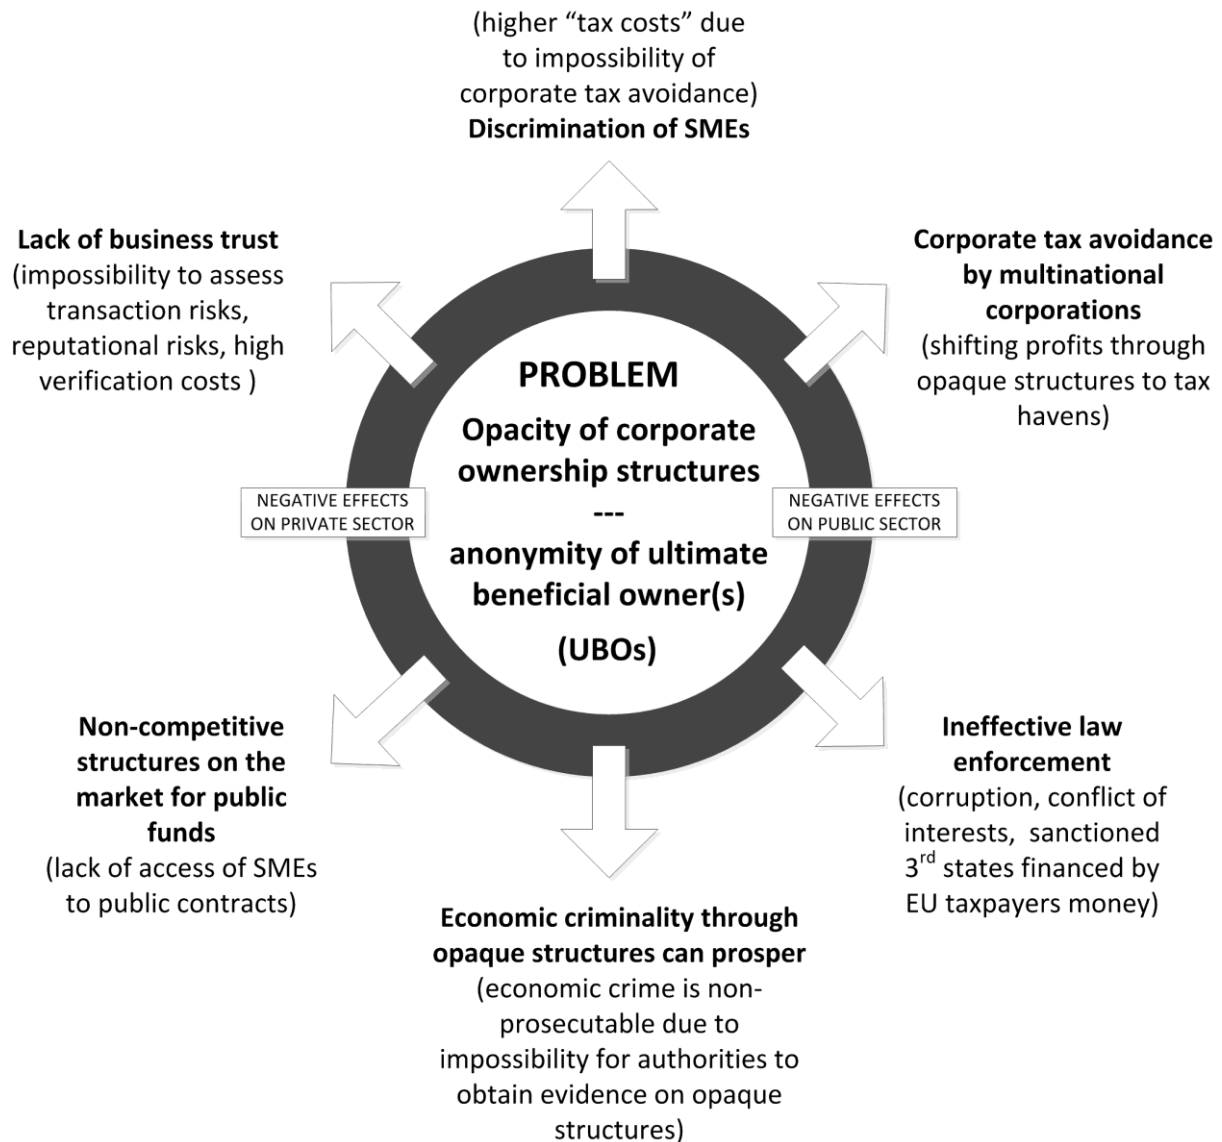 (higher “tax costs” due
to impossibility of
corporate tax avoidance)
Discrimination of SMEs
Lack of business trust
(impossibility to assess
transaction risks,
reputational risks, high
verification costs )
Corporate tax avoidance
by multinational
corporations
(shifting profits through
opaque structures to tax
havens)
PROBLEM
Opacity of corporate
ownership structures
---
anonymity of ultimate
beneficial owner(s)
(UBOs)
NEGATIVE EFFECTS
ON PRIVATE SECTOR
NEGATIVE EFFECTS
ON PUBLIC SECTOR
Non-competitive
structures on the
market for public
funds
(lack of access of SMEs
to public contracts)
Ineffective law
enforcement
(corruption, conflict of
interests,  sanctioned
3rd states financed by
EU taxpayers money)
Economic criminality through
opaque structures can prosper
(economic crime is non-
prosecutable due to
impossibility for authorities to
obtain evidence on opaque
structures)